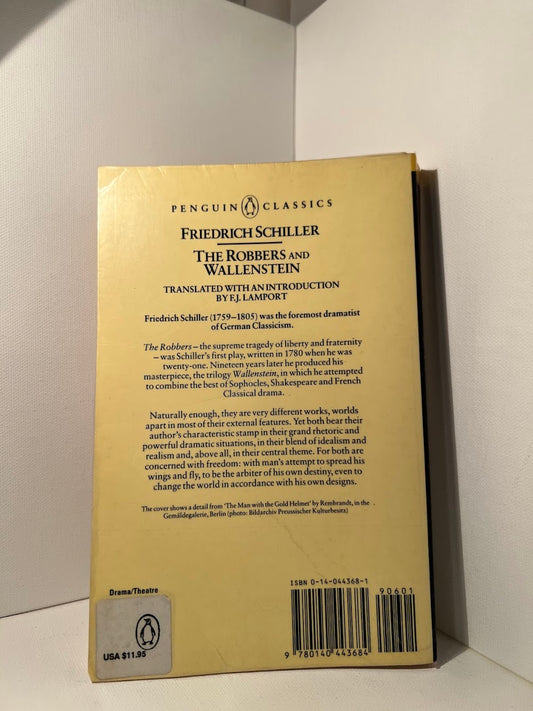 PENGUIN CLASSICS
FRIEDRICH SCHILLER
THE ROBBERS AND
WALLENSTEIN
TRANSLATED WITH AN INTRODUCTION
BY F.J. LAMPORT
Friedrich Schiller (1759–1805) was the foremost dramatist
of German Classicism.
The Robbers – the supreme tragedy of liberty and fraternity
– was Schiller's first play, written in 1780 when he was
twenty-one. Nineteen years later he produced his
masterpiece, the trilogy Wallenstein, in which he attempted
to combine the best of Sophocles, Shakespeare and French
Classical drama.
Naturally enough, they are very different works, worlds
apart in most of their external features. Yet both bear their
author's characteristic stamp in their grand rhetoric and
powerful dramatic situations, in their blend of idealism and
realism and, above all, in their central theme. For both are
concerned with freedom: with man's attempt to spread his
wings and fly, to be the arbiter of his own destiny, even to
change the world in accordance with his own designs.
The cover shows a detail from 'The Man with the Gold Helmet' by Rembrandt, in the
Gemäldegalerie, Berlin (photo: Bildarchiv Preussischer Kulturbesitz)
ISBN 0-14-044368-1
90601
Drama/Theatre
USA $11.95
9 780140 443684